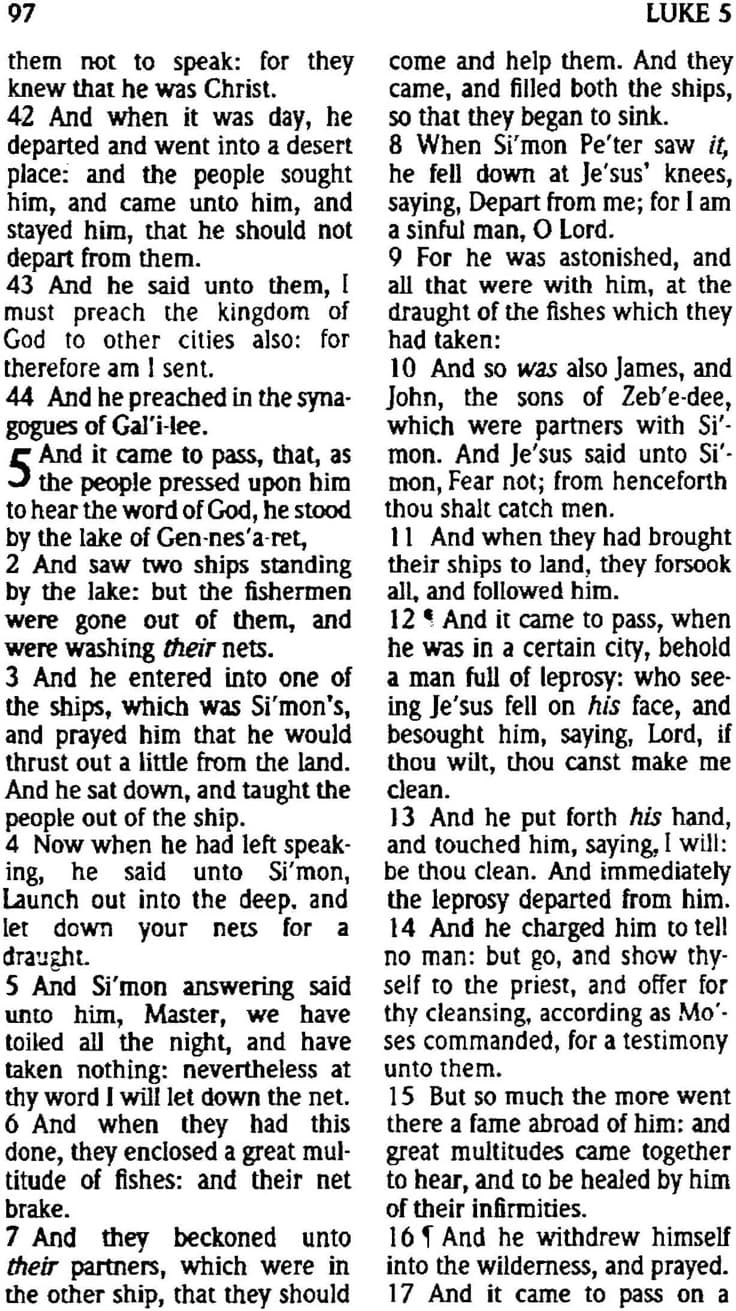 97
LUKE 5
them not to speak: for they
knew that he was Christ.
42 And when it was day, he
departed and went into a desert
place: and the people sought
him, and came unto him, and
stayed him, that he should not
depart from them.
43 And he said unto them, I
must preach the kingdom of
God to other cities also: for
therefore am I sent.
44 And he preached in the syna-
gogues of Gal'i-lee.
5 And it came to pass, that, as
the people pressed upon him
to hear the word of God, he stood
by the lake of Gen-nes'a-ret,
2 And saw two ships standing
by the lake: but the fishermen
were gone out of them, and
were washing their nets.
3 And he entered into one of
the ships, which was Si'mon's,
and prayed him that he would
thrust out a little from the land.
And he sat down, and taught the
people out of the ship.
4 Now when he had left speak-
ing, he said unto Si'mon,
Launch out into the deep, and
let down your nets for a
draught.
5 And Si'mon answering said
unto him, Master, we have
toiled all the night, and have
taken nothing: nevertheless at
thy word I will let down the net.
6 And when they had this
done, they enclosed a great mul-
titude of fishes: and their net
brake.
7 And they beckoned unto
their partners, which were in
the other ship, that they should
come and help them. And they
came, and filled both the ships,
so that they began to sink.
8 When Si'mon Pe'ter saw it,
he fell down at Je'sus' knees,
saying, Depart from me; for I am
a sinful man, O Lord.
9 For he was astonished, and
all that were with him, at the
draught of the fishes which they
had taken:
10 And so was also James, and
John, the sons of Zeb'e-dee,
which were partners with Si'-
mon. And Je'sus said unto Si'-
mon, Fear not; from henceforth
thou shalt catch men.
11 And when they had brought
their ships to land, they forsook
all, and followed him.
12 ¶ And it came to pass, when
he was in a certain city, behold
a man full of leprosy: who see-
ing Je'sus fell on his face, and
besought him, saying, Lord, if
thou wilt, thou canst make me
clean.
13 And he put forth his hand,
and touched him, saying, I will:
be thou clean. And immediately
the leprosy departed from him.
14 And he charged him to tell
no man: but go, and show thy-
self to the priest, and offer for
thy cleansing, according as Mo'-
ses commanded, for a testimony
unto them.
15 But so much the more went
there a fame abroad of him: and
great multitudes came together
to hear, and to be healed by him
of their infirmities.
16 ¶ And he withdrew himself
into the wilderness, and prayed.
17 And it came to pass on a